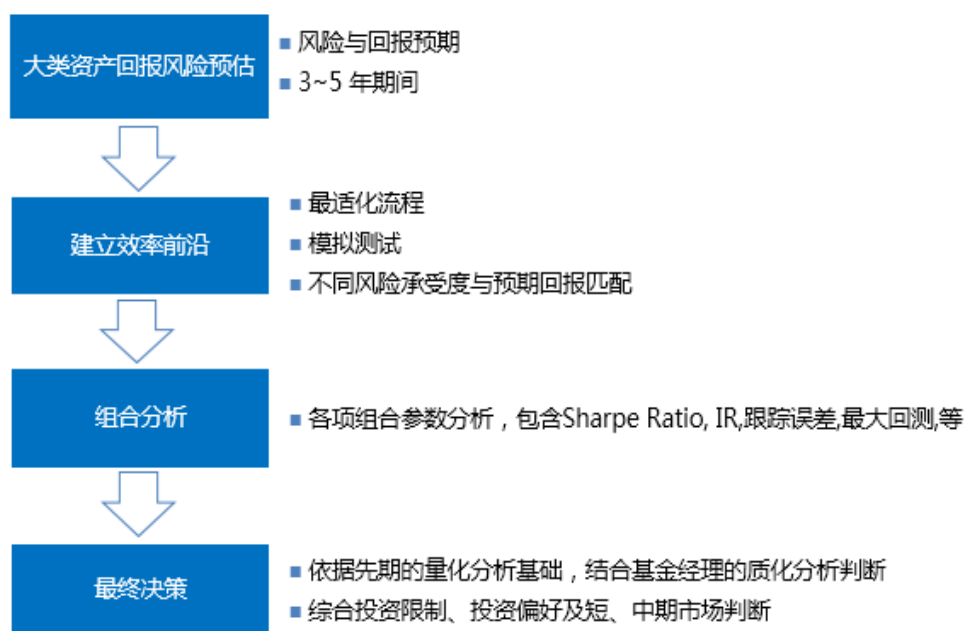 大类资产回报风险预估
风险与回报预期
3~5 年期间
建立效率前沿
最适化流程
模拟测试
不同风险承受度与预期回报匹配
组合分析
各项组合参数分析，包含Sharpe Ratio, IR,跟踪误差,最大回测,等
最终决策
依据先期的量化分析基础，结合基金经理的质化分析判断
综合投资限制、投资偏好及短、中期市场判断